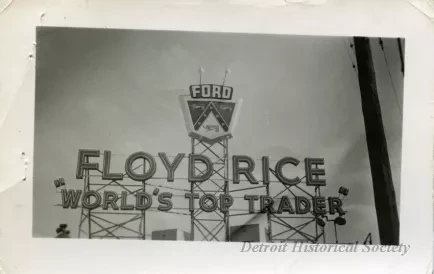 FORD
FLOYD RICE
"WORLD'S TOP TRADER"
Detroit Historical Society